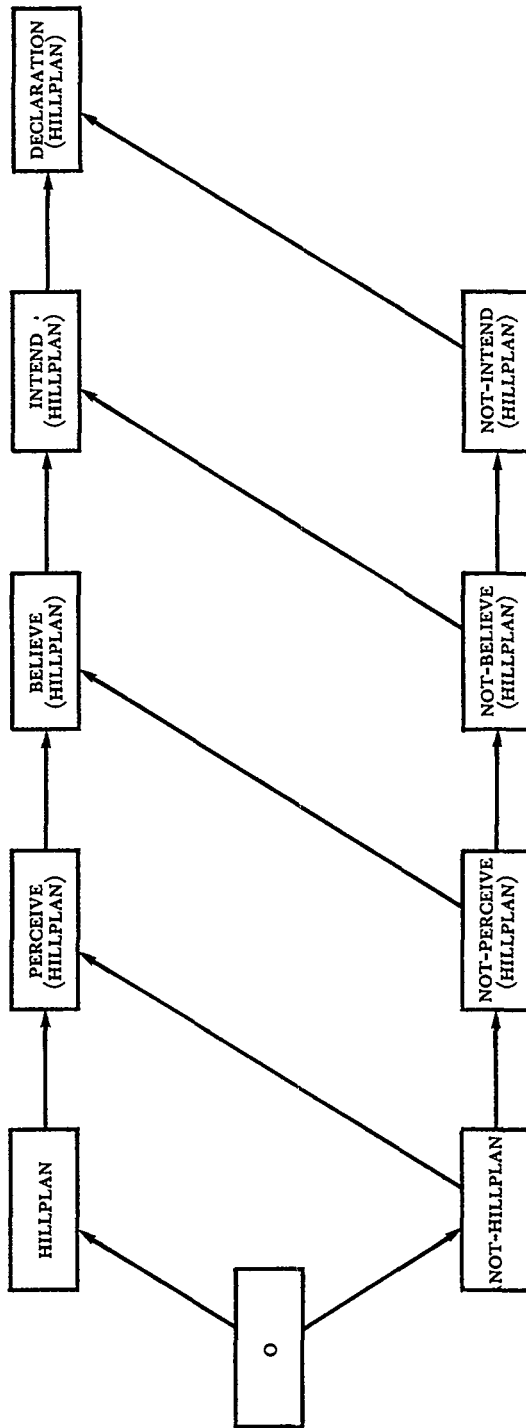 HILLPLAN
PERCEIVE
(HILLPLAN)
BELIEVE
(HILLPLAN)
INTEND
(HILLPLAN)
DECLARATION
(HILLPLAN)
O
NOT-HILLPLAN
NOT-PERCEIVE
(HILLPLAN)
NOT-BELIEVE
(HILLPLAN)
NOT-INTEND
(HILLPLAN)